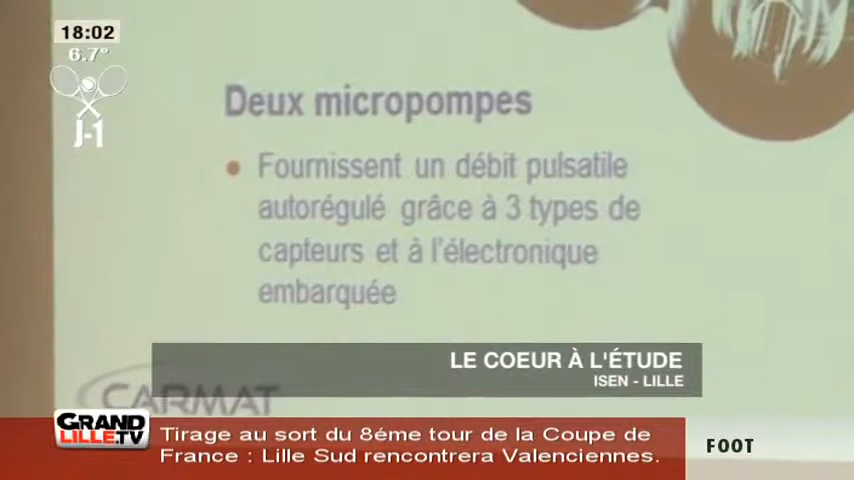 18:02
6.7°
J-1
Deux micropompes
Fournissent un débit pulsatile
autorégulé grâce à 3 types de
capteurs et à l'électronique
embarquée
LE COEUR À L'ÉTUDE
ISEN - LILLE
CARMAT
GRAND
LILLE.TV
Tirage au sort du 8éme tour de la Coupe de
France : Lille Sud rencontrera Valenciennes.
FOOT